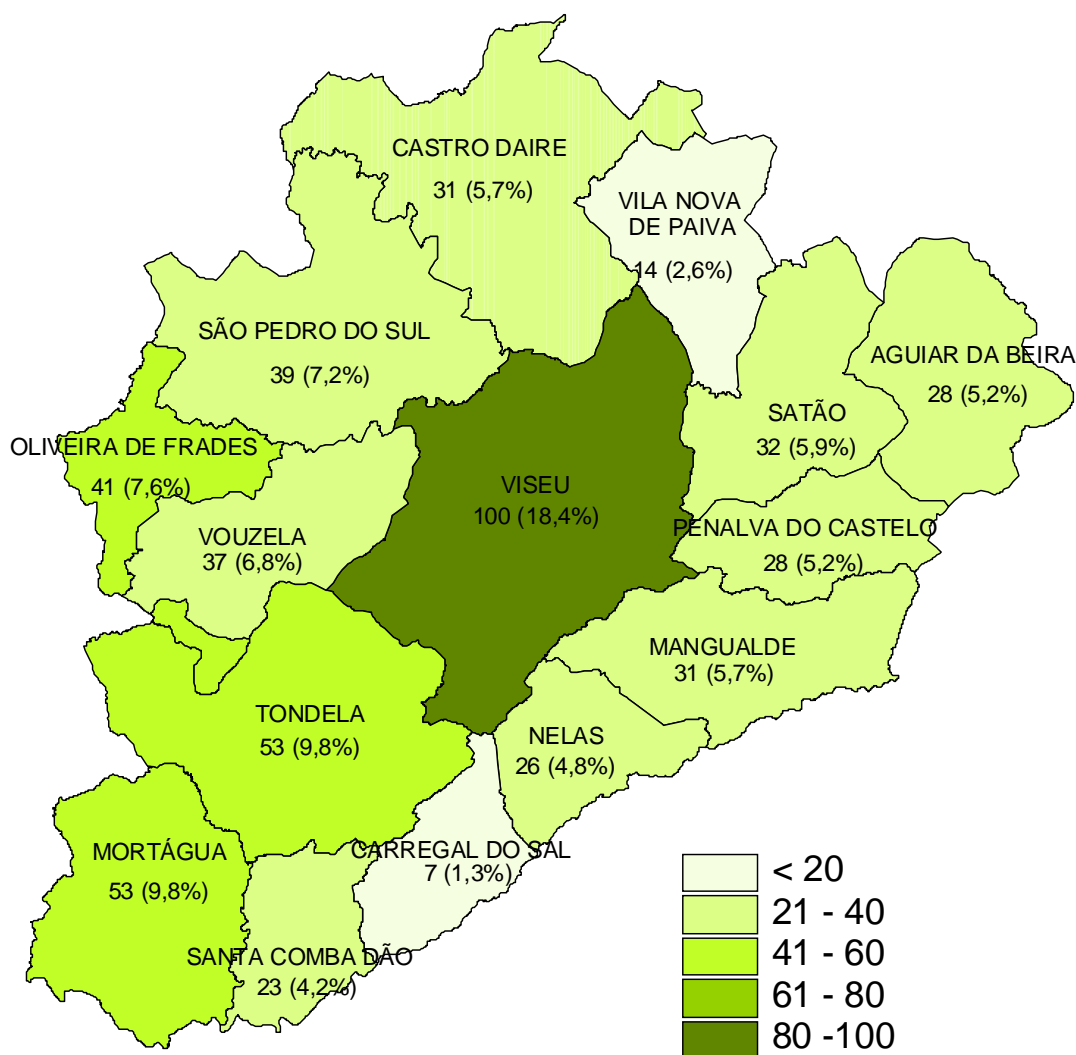 CASTRO DAIRE
31 (5,7%)
VILA NOVA
DE PAIVA
14 (2,6%)
SÃO PEDRO DO SUL
39 (7,2%)
AGUIAR DA BEIRA
28 (5,2%)
SATÃO
32 (5,9%)
OLIVEIRA DE FRADES
41 (7,6%)
VISEU
100 (18,4%)
VOUZELA
37 (6,8%)
PENALVA DO CASTELO
28 (5,2%)
MANGUALDE
31 (5,7%)
TONDELA
53 (9,8%)
NELAS
26 (4,8%)
MORTÁGUA
53 (9,8%)
CARREGAL DO SAL
7 (1,3%)
SANTA COMBA DÃO
23 (4,2%)
< 20
21 - 40
41 - 60
61 - 80
80 -100